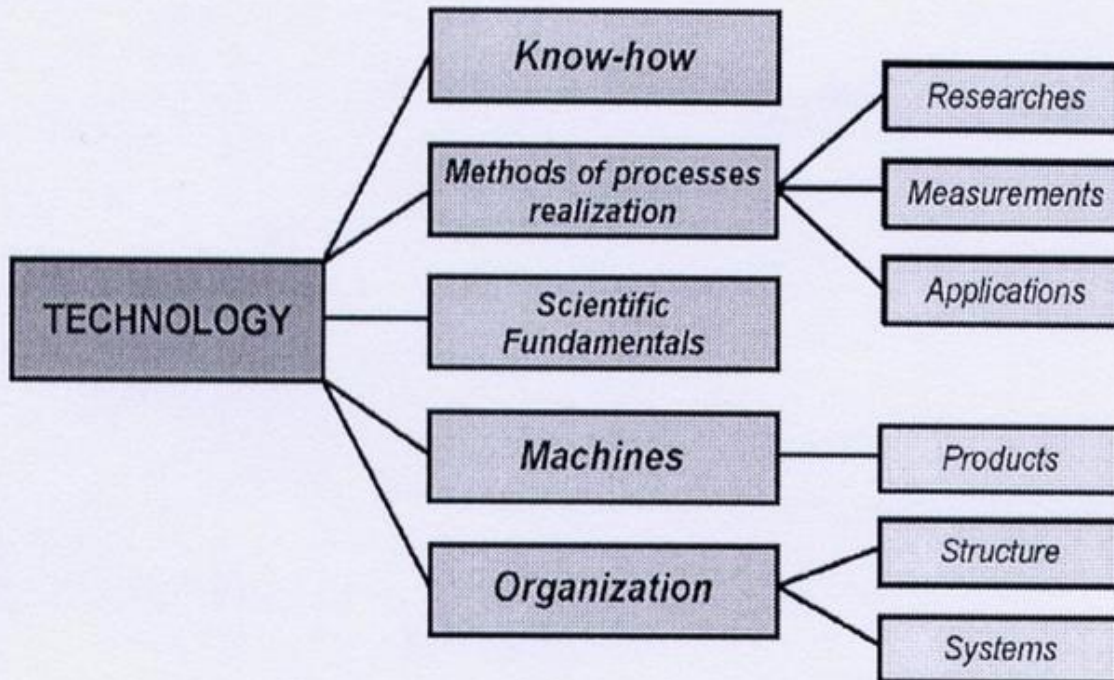 TECHNOLOGY
Know-how
Methods of processes
realization
Scientific
Fundamentals
Machines
Organization
Researches
Measurements
Applications
Products
Structure
Systems